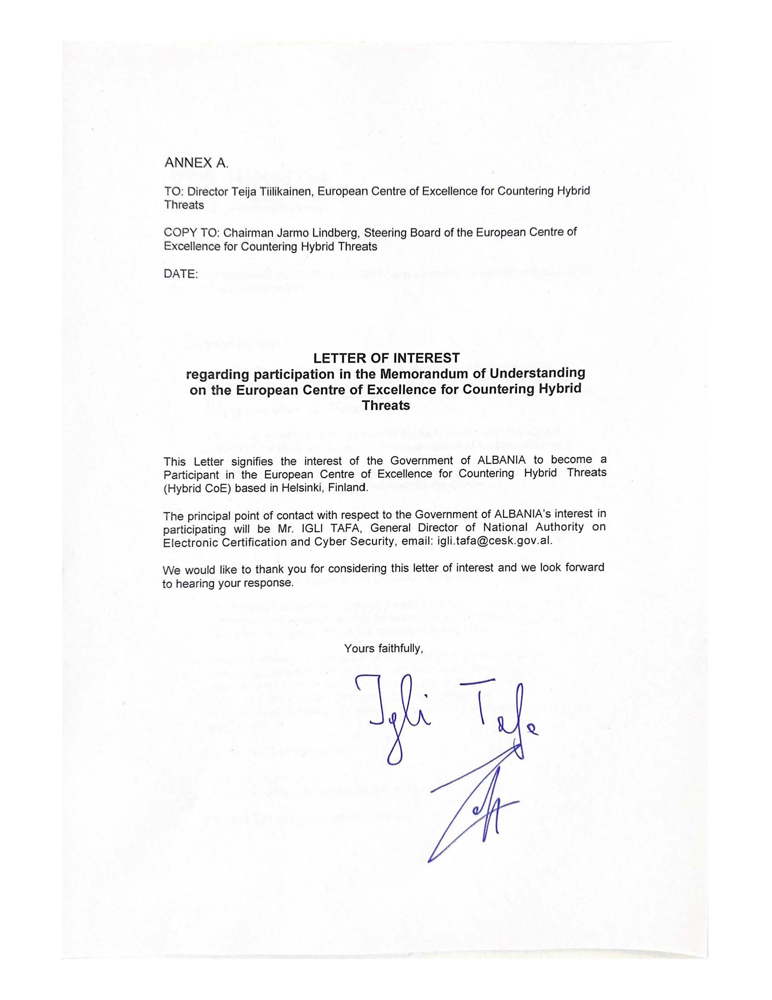 ANNEX A.
TO: Director Teija Tiilikainen, European Centre of Excellence for Countering Hybrid
Threats
COPY TO: Chairman Jarmo Lindberg, Steering Board of the European Centre of
Excellence for Countering Hybrid Threats
DATE:
LETTER OF INTEREST
regarding participation in the Memorandum of Understanding
on the European Centre of Excellence for Countering Hybrid
Threats
This Letter signifies the interest of the Government of ALBANIA to become a
Participant in the European Centre of Excellence for Countering Hybrid Threats
(Hybrid CoE) based in Helsinki, Finland.
The principal point of contact with respect to the Government of ALBANIA's interest in
participating will be Mr. IGLI TAFA, General Director of National Authority on
Electronic Certification and Cyber Security, email: igli.tafa@cesk.gov.al.
We would like to thank you for considering this letter of interest and we look forward
to hearing your response.
Yours faithfully,
Igli Tafa